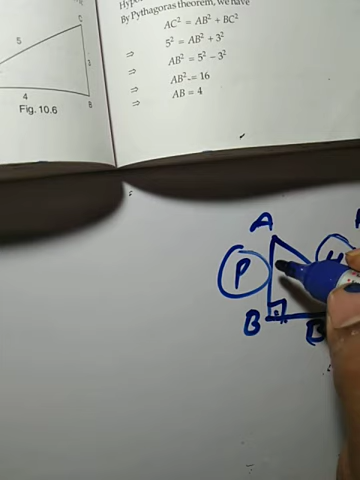 By Pythagoras theorem, we have
AC² = AB² + BC²
5² = AB² + 3²
⇒
AB² = 5² − 3²
⇒
AB² = 16
⇒
AB = 4
⇒
5
C
3
4
B
Fig. 10.6
A
P
B
B